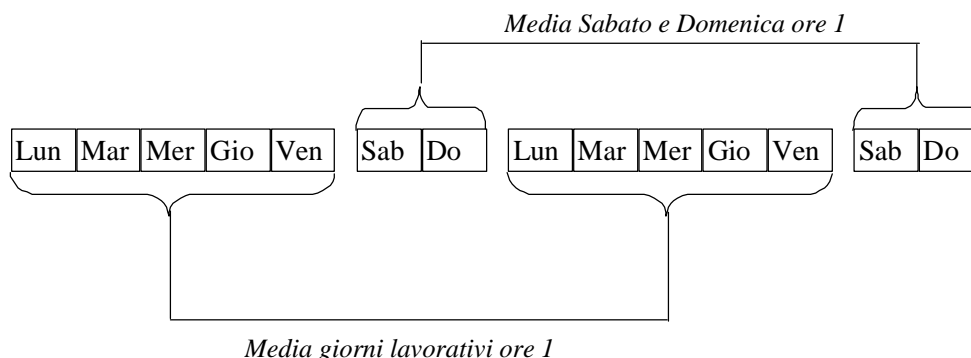 Media Sabato e Domenica ore 1
Lun Mar Mer Gio Ven Sab Do Lun Mar Mer Gio Ven Sab Do
Media giorni lavorativi ore 1